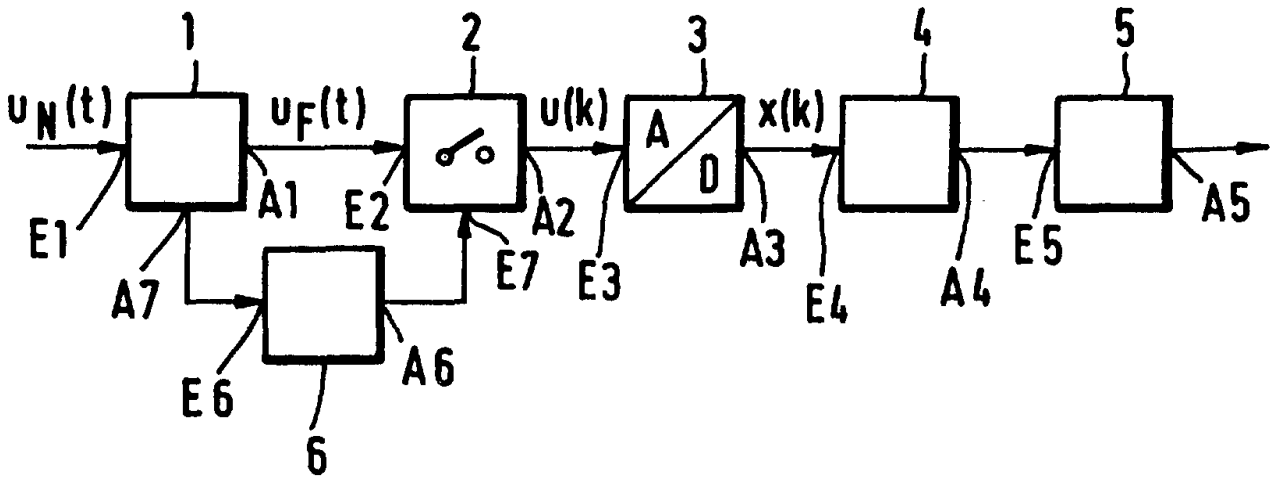 1 2 3 4 5
u_N(t) u_F(t) u(k) A D x(k)
E1 A1 E2 A2 E3 A3 E4 A4 E5 A5
A7 E7
E6 A6
6